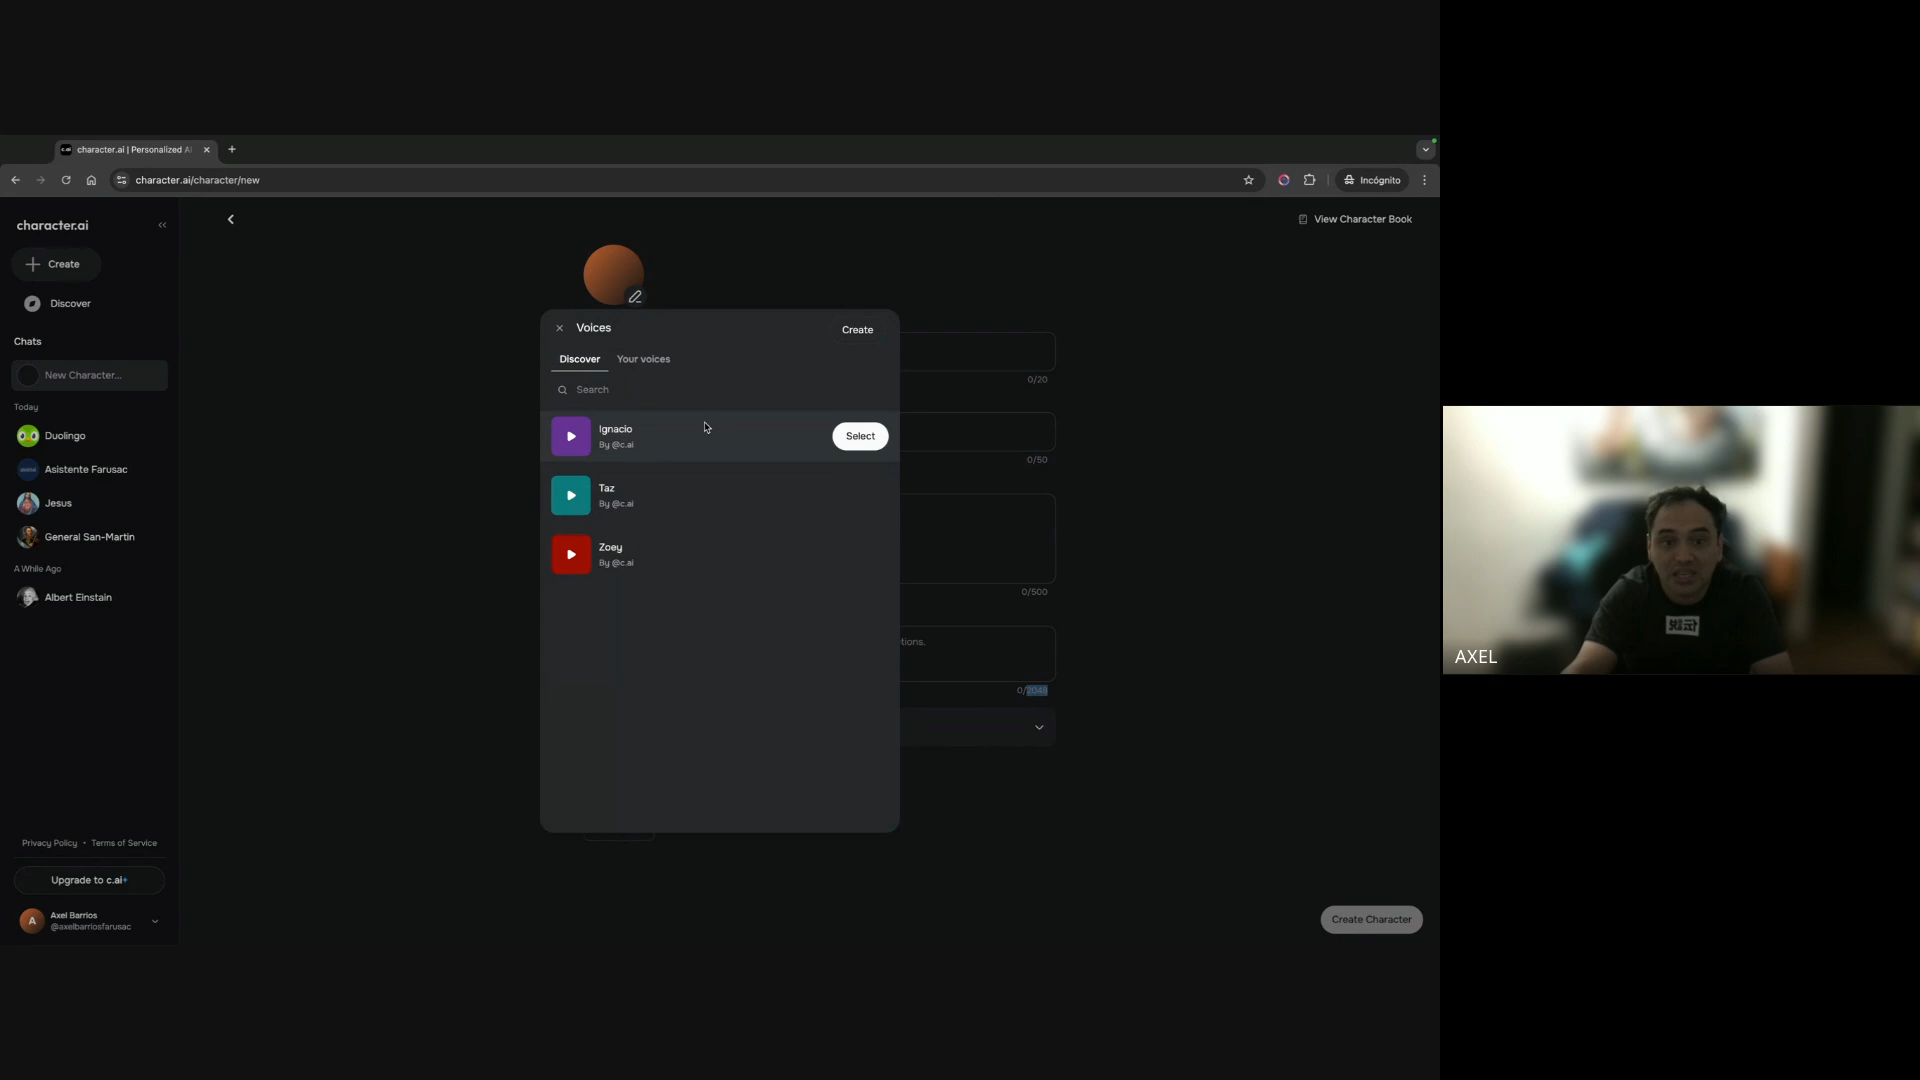 character.ai | Personalized AI
character.ai/character/new
Incógnito
character.ai
Create
Discover
Chats
New Character...
Today
Duolingo
Asistente Farusac
Jesus
General San-Martin
A While Ago
Albert Einstain
Privacy Policy • Terms of Service
Upgrade to c.ai+
A
Axel Barrios
@axelbarriosfarusac
View Character Book
Voices
Create
Discover
Your voices
Search
Ignacio
By @c.ai
Select
Taz
By @c.ai
Zoey
By @c.ai
0/20
0/50
0/500
tions.
0/2048
Create Character
AXEL